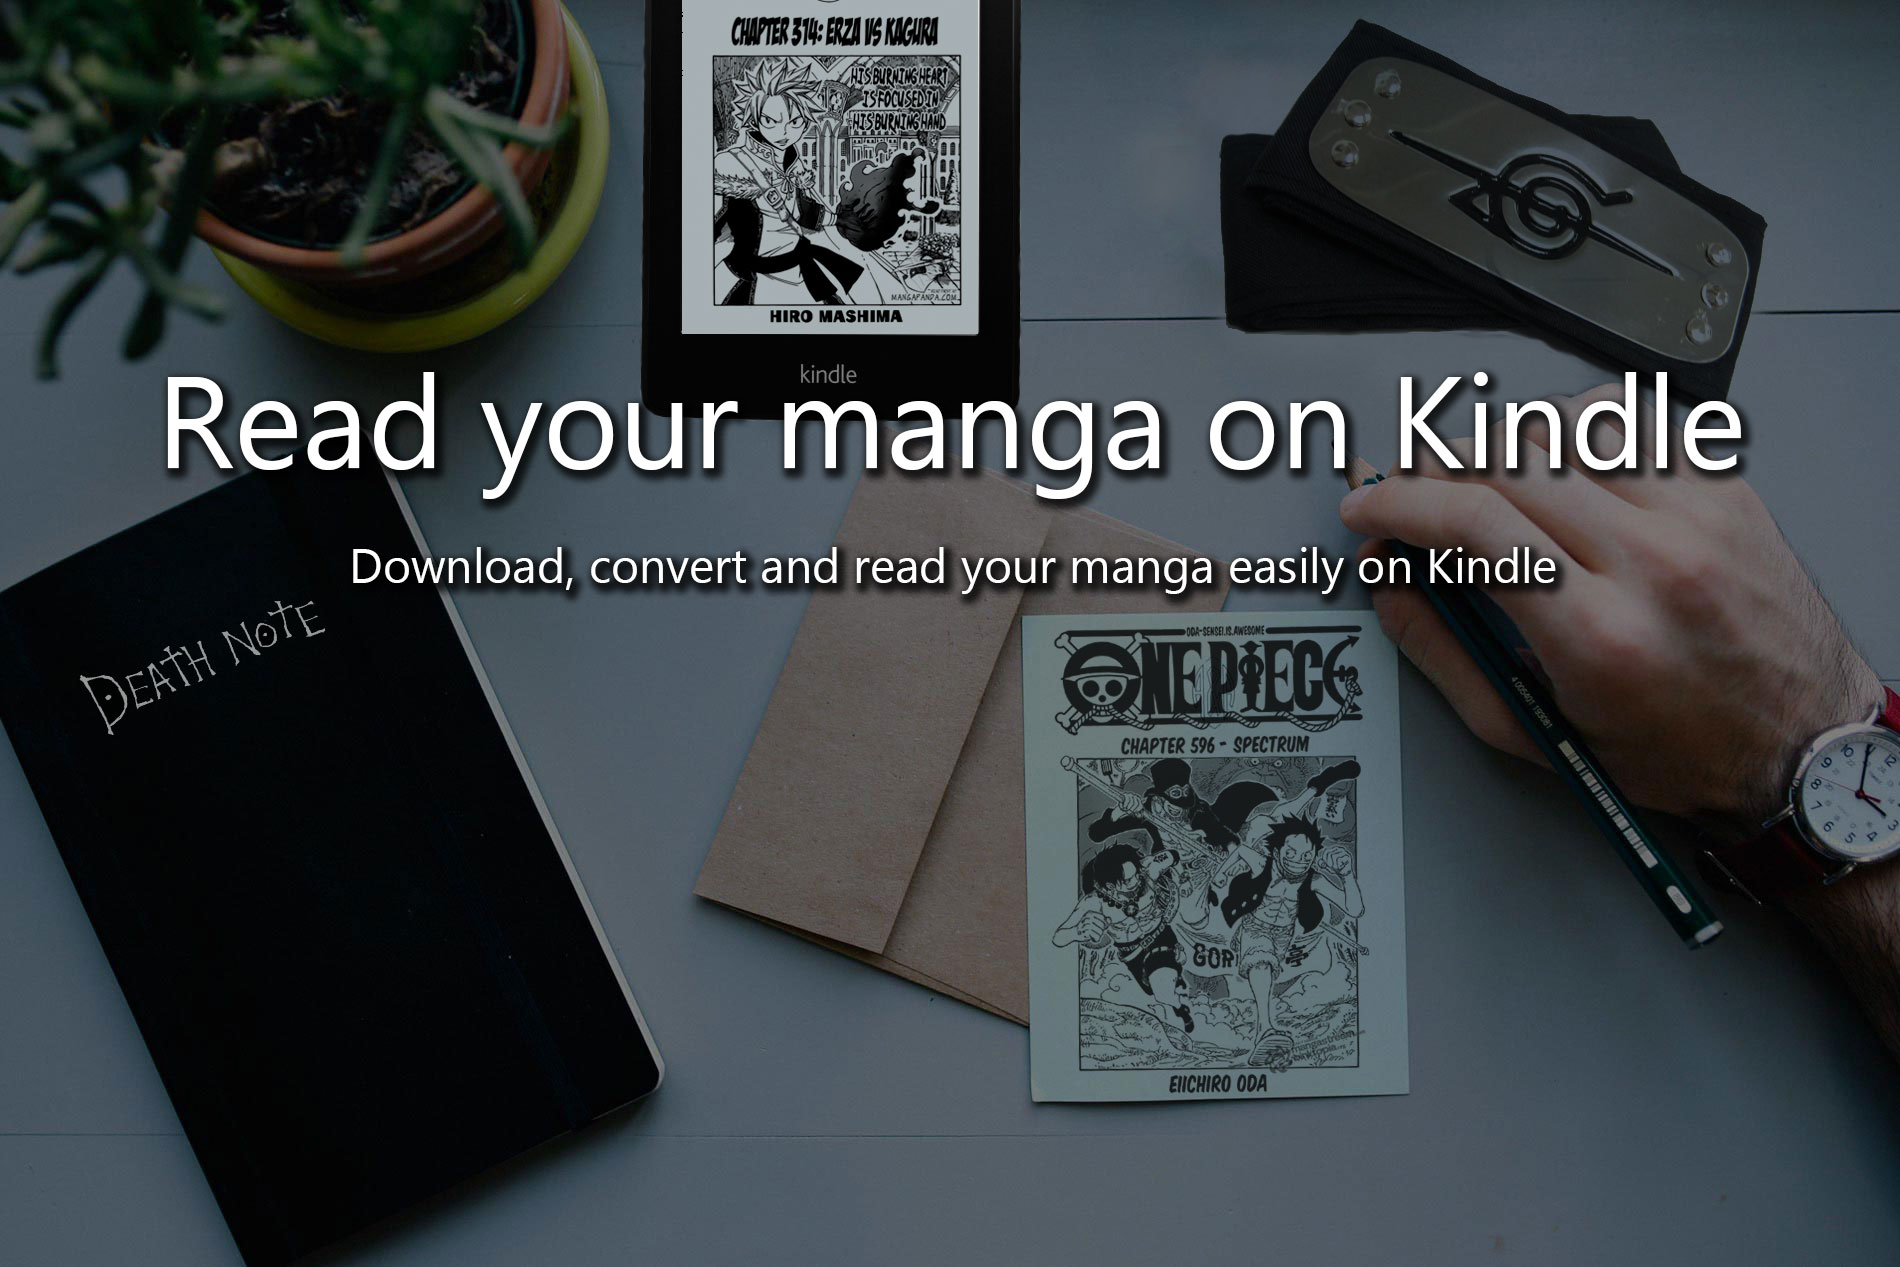 CHAPTER 314: ERZA VS KAGURA
HIS BURNING HEART
IS FOCUSED IN
HIS BURNING HAND
MANGAPANDA.COM
HIRO MASHIMA
kindle
Read your manga on Kindle
Download, convert and read your manga easily on Kindle
DEATH NOTE
ODA-SENSEI.IS.AWESOME
ONE PIECE
CHAPTER 596 - SPECTRUM
GOR
EIICHIRO ODA